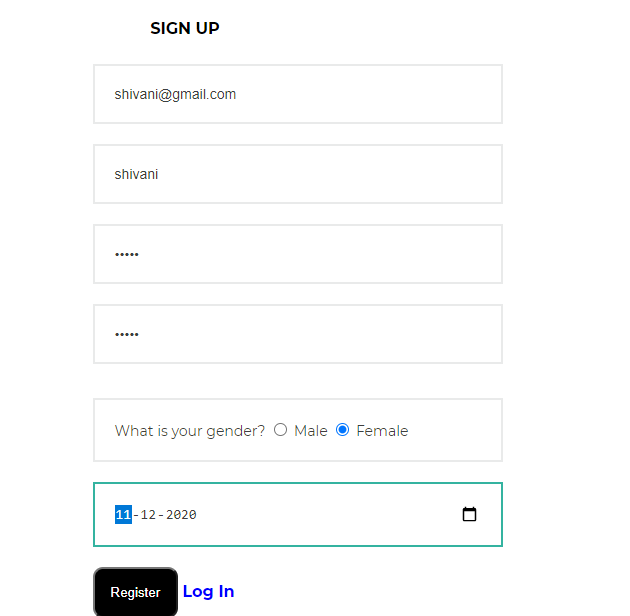 SIGN UP
shivani@gmail.com
shivani
•••••
•••••
What is your gender? Male Female
11-12-2020
Register Log In